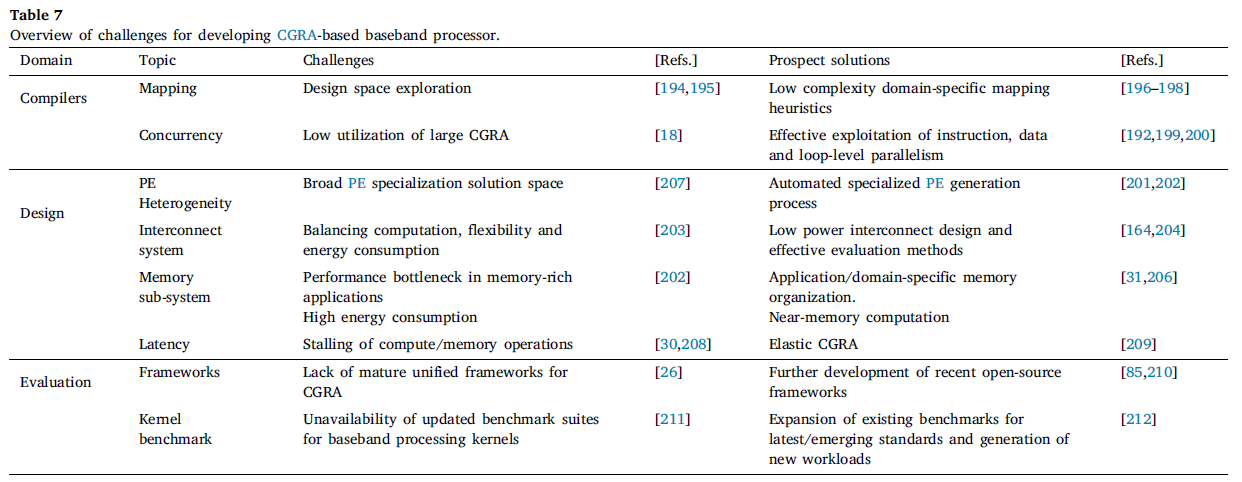 Table 7
Overview of challenges for developing CGRA-based baseband processor.
Domain Topic Challenges [Refs.] Prospect solutions [Refs.]
Compilers
Mapping Design space exploration [194,195] Low complexity domain-specific mapping [196–198]
heuristics
Concurrency Low utilization of large CGRA [18] Effective exploitation of instruction, data [192,199,200]
and loop-level parallelism
Design
PE Broad PE specialization solution space [207] Automated specialized PE generation [201,202]
Heterogeneity process
Interconnect Balancing computation, flexibility and [203] Low power interconnect design and [164,204]
system energy consumption effective evaluation methods
Memory Performance bottleneck in memory-rich [202] Application/domain-specific memory [31,206]
sub-system applications organization.
High energy consumption Near-memory computation
Latency Stalling of compute/memory operations [30,208] Elastic CGRA [209]
Evaluation
Frameworks Lack of mature unified frameworks for [26] Further development of recent open-source [85,210]
CGRA frameworks
Kernel Unavailability of updated benchmark suites [211] Expansion of existing benchmarks for [212]
benchmark for baseband processing kernels latest/emerging standards and generation of
new workloads